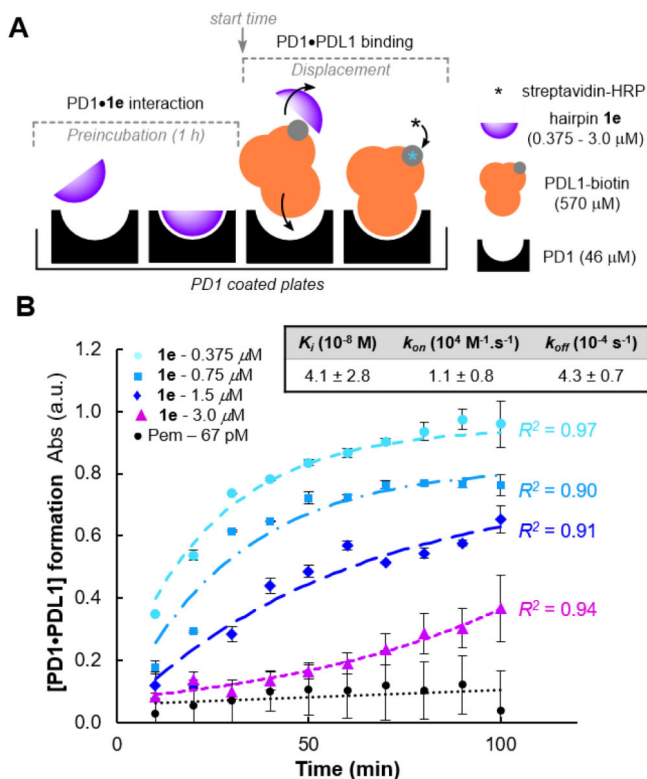 A
start time
PD1•PDL1 binding
Displacement
PD1•1e interaction
Preincubation (1 h)
*
*
PD1 coated plates
* streptavidin-HRP
hairpin 1e
(0.375 - 3.0 μM)
PDL1-biotin
(570 μM)
PD1 (46 μM)
B
Ki (10-8 M) kon (104 M-1.s-1) koff (10-4 s-1)
4.1 ± 2.8 1.1 ± 0.8 4.3 ± 0.7
1e - 0.375 μM
1e - 0.75 μM
1e - 1.5 μM
1e - 3.0 μM
Pem – 67 pM
R2 = 0.97
R2 = 0.90
R2 = 0.91
R2 = 0.94
[PD1•PDL1] formation Abs (a.u.)
1.2
1.0
0.8
0.6
0.4
0.2
0.0
0 50 100
Time (min)